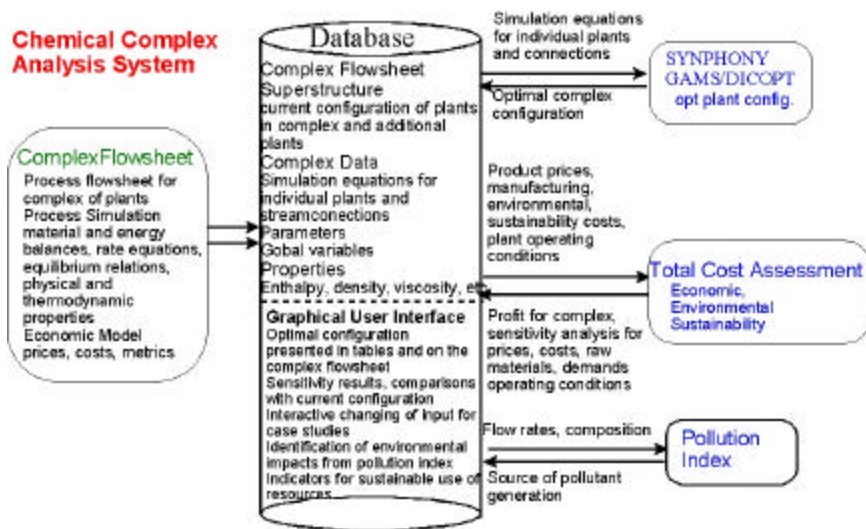 Chemical Complex
Analysis System
ComplexFlowsheet
Process flowsheet for
complex of plants
Process Simulation
material and energy
balances, rate equations,
equilibrium relations,
physical and
thermodynamic
properties
Economic Model
prices, costs, metrics
Database
Complex Flowsheet
Superstructure
current configuration of plants
in complex and additional
plants
Complex Data
Simulation equations for
individual plants and
streamconections
Parameters
Gobal variables
Properties
Enthalpy, density, viscosity, etc
Graphical User Interface
Optimal configuration
presented in tables and on the
complex flowsheet
Sensitivity results, comparisons
with current configuration
Interactive changing of input for
case studies
Identification of environmental
impacts from pollution index
Indicators for sustainable use of
resources
Simulation equations
for individual plants
and connections
Optimal complex
configuration
SYNPHONY
GAMS/DICOPT
opt plant config.
Product prices,
manufacturing,
environmental,
sustainability costs,
plant operating
conditions
Total Cost Assessment
Economic,
Environmental
Sustainability
Profit for complex,
sensitivity analysis for
prices, costs, raw
materials, demands
operating conditions
Flow rates, composition
Source of pollutant
generation
Pollution
Index